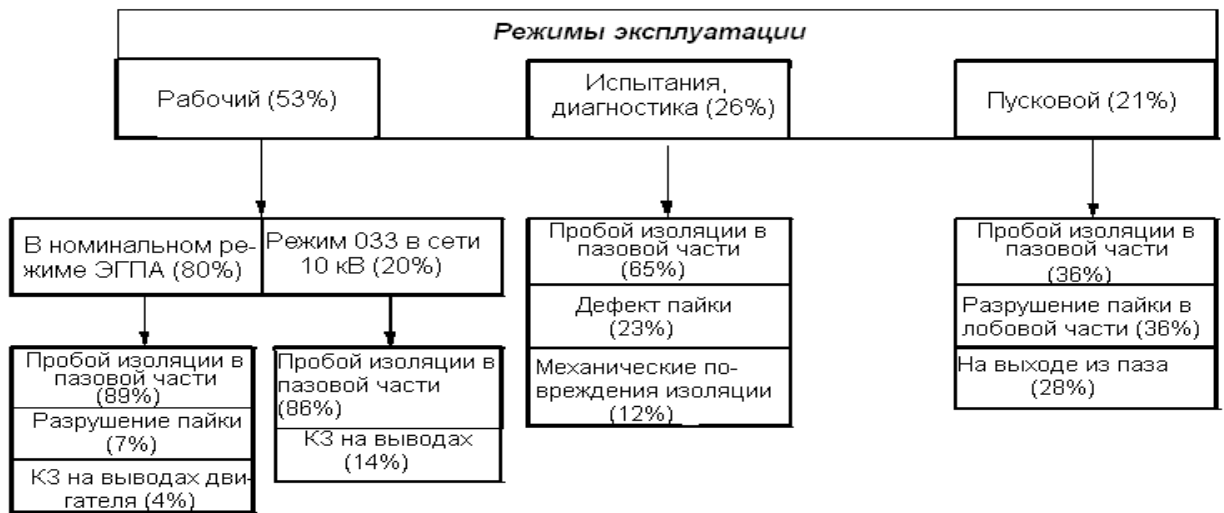 Режимы эксплуатации
Рабочий (53%)
Испытания,
диагностика (26%)
Пусковой (21%)
В номинальном ре-
жиме ЭГПА (80%)
Режим 033 в сети
10 кВ (20%)
Пробой изоляции в
пазовой части
(89%)
Разрушение пайки
(7%)
КЗ на выводах дви-
гателя (4%)
Пробой изоляции в
пазовой части
(86%)
КЗ на выводах
(14%)
Пробой изоляции в
пазовой части
(65%)
Дефект пайки
(23%)
Механические по-
вреждения изоляции
(12%)
Пробой изоляции в
пазовой части
(36%)
Разрушение пайки в
лобовой части (36%)
На выходе из паза
(28%)